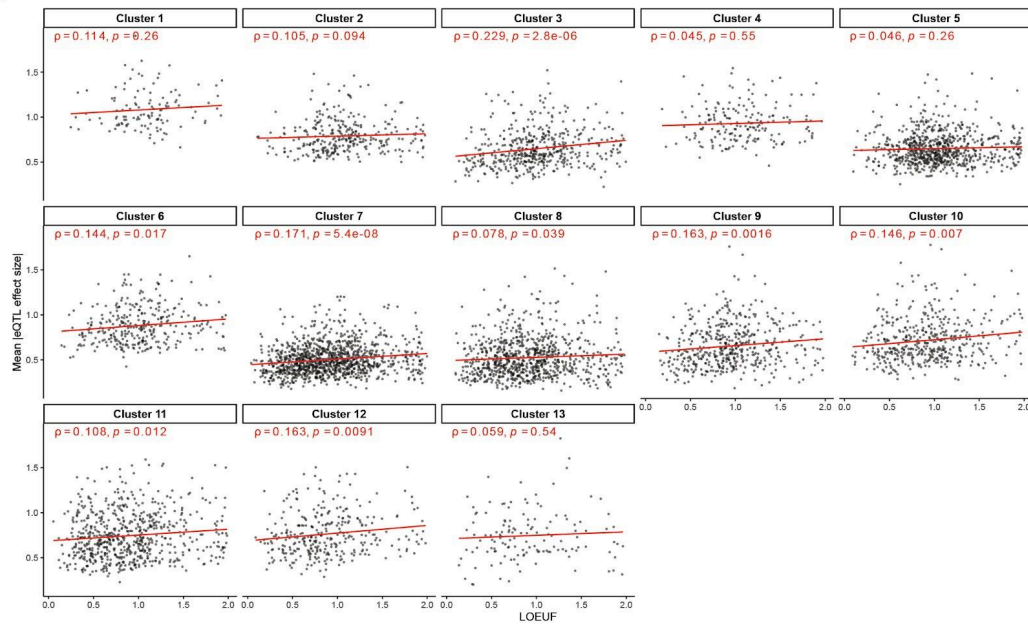 Cluster 1
Cluster 2
Cluster 3
Cluster 4
Cluster 5
ρ=0.114, p=0.26
ρ=0.105, p=0.094
ρ=0.229, p=2.8e-06
ρ=0.045, p=0.55
ρ=0.046, p=0.26
1.5
1.0
0.5
Cluster 6
Cluster 7
Cluster 8
Cluster 9
Cluster 10
ρ=0.144, p=0.017
ρ=0.171, p=5.4e-08
ρ=0.078, p=0.039
ρ=0.163, p=0.0016
ρ=0.146, p=0.007
Mean |eQTL effect size|
1.5
1.0
0.5
0.0 0.5 1.0 1.5 2.0
0.0 0.5 1.0 1.5 2.0
Cluster 11
Cluster 12
Cluster 13
ρ=0.108, p=0.012
ρ=0.163, p=0.0091
ρ=0.059, p=0.54
1.5
1.0
0.5
0.0 0.5 1.0 1.5 2.0
0.0 0.5 1.0 1.5 2.0
0.0 0.5 1.0 1.5 2.0
LOEUF